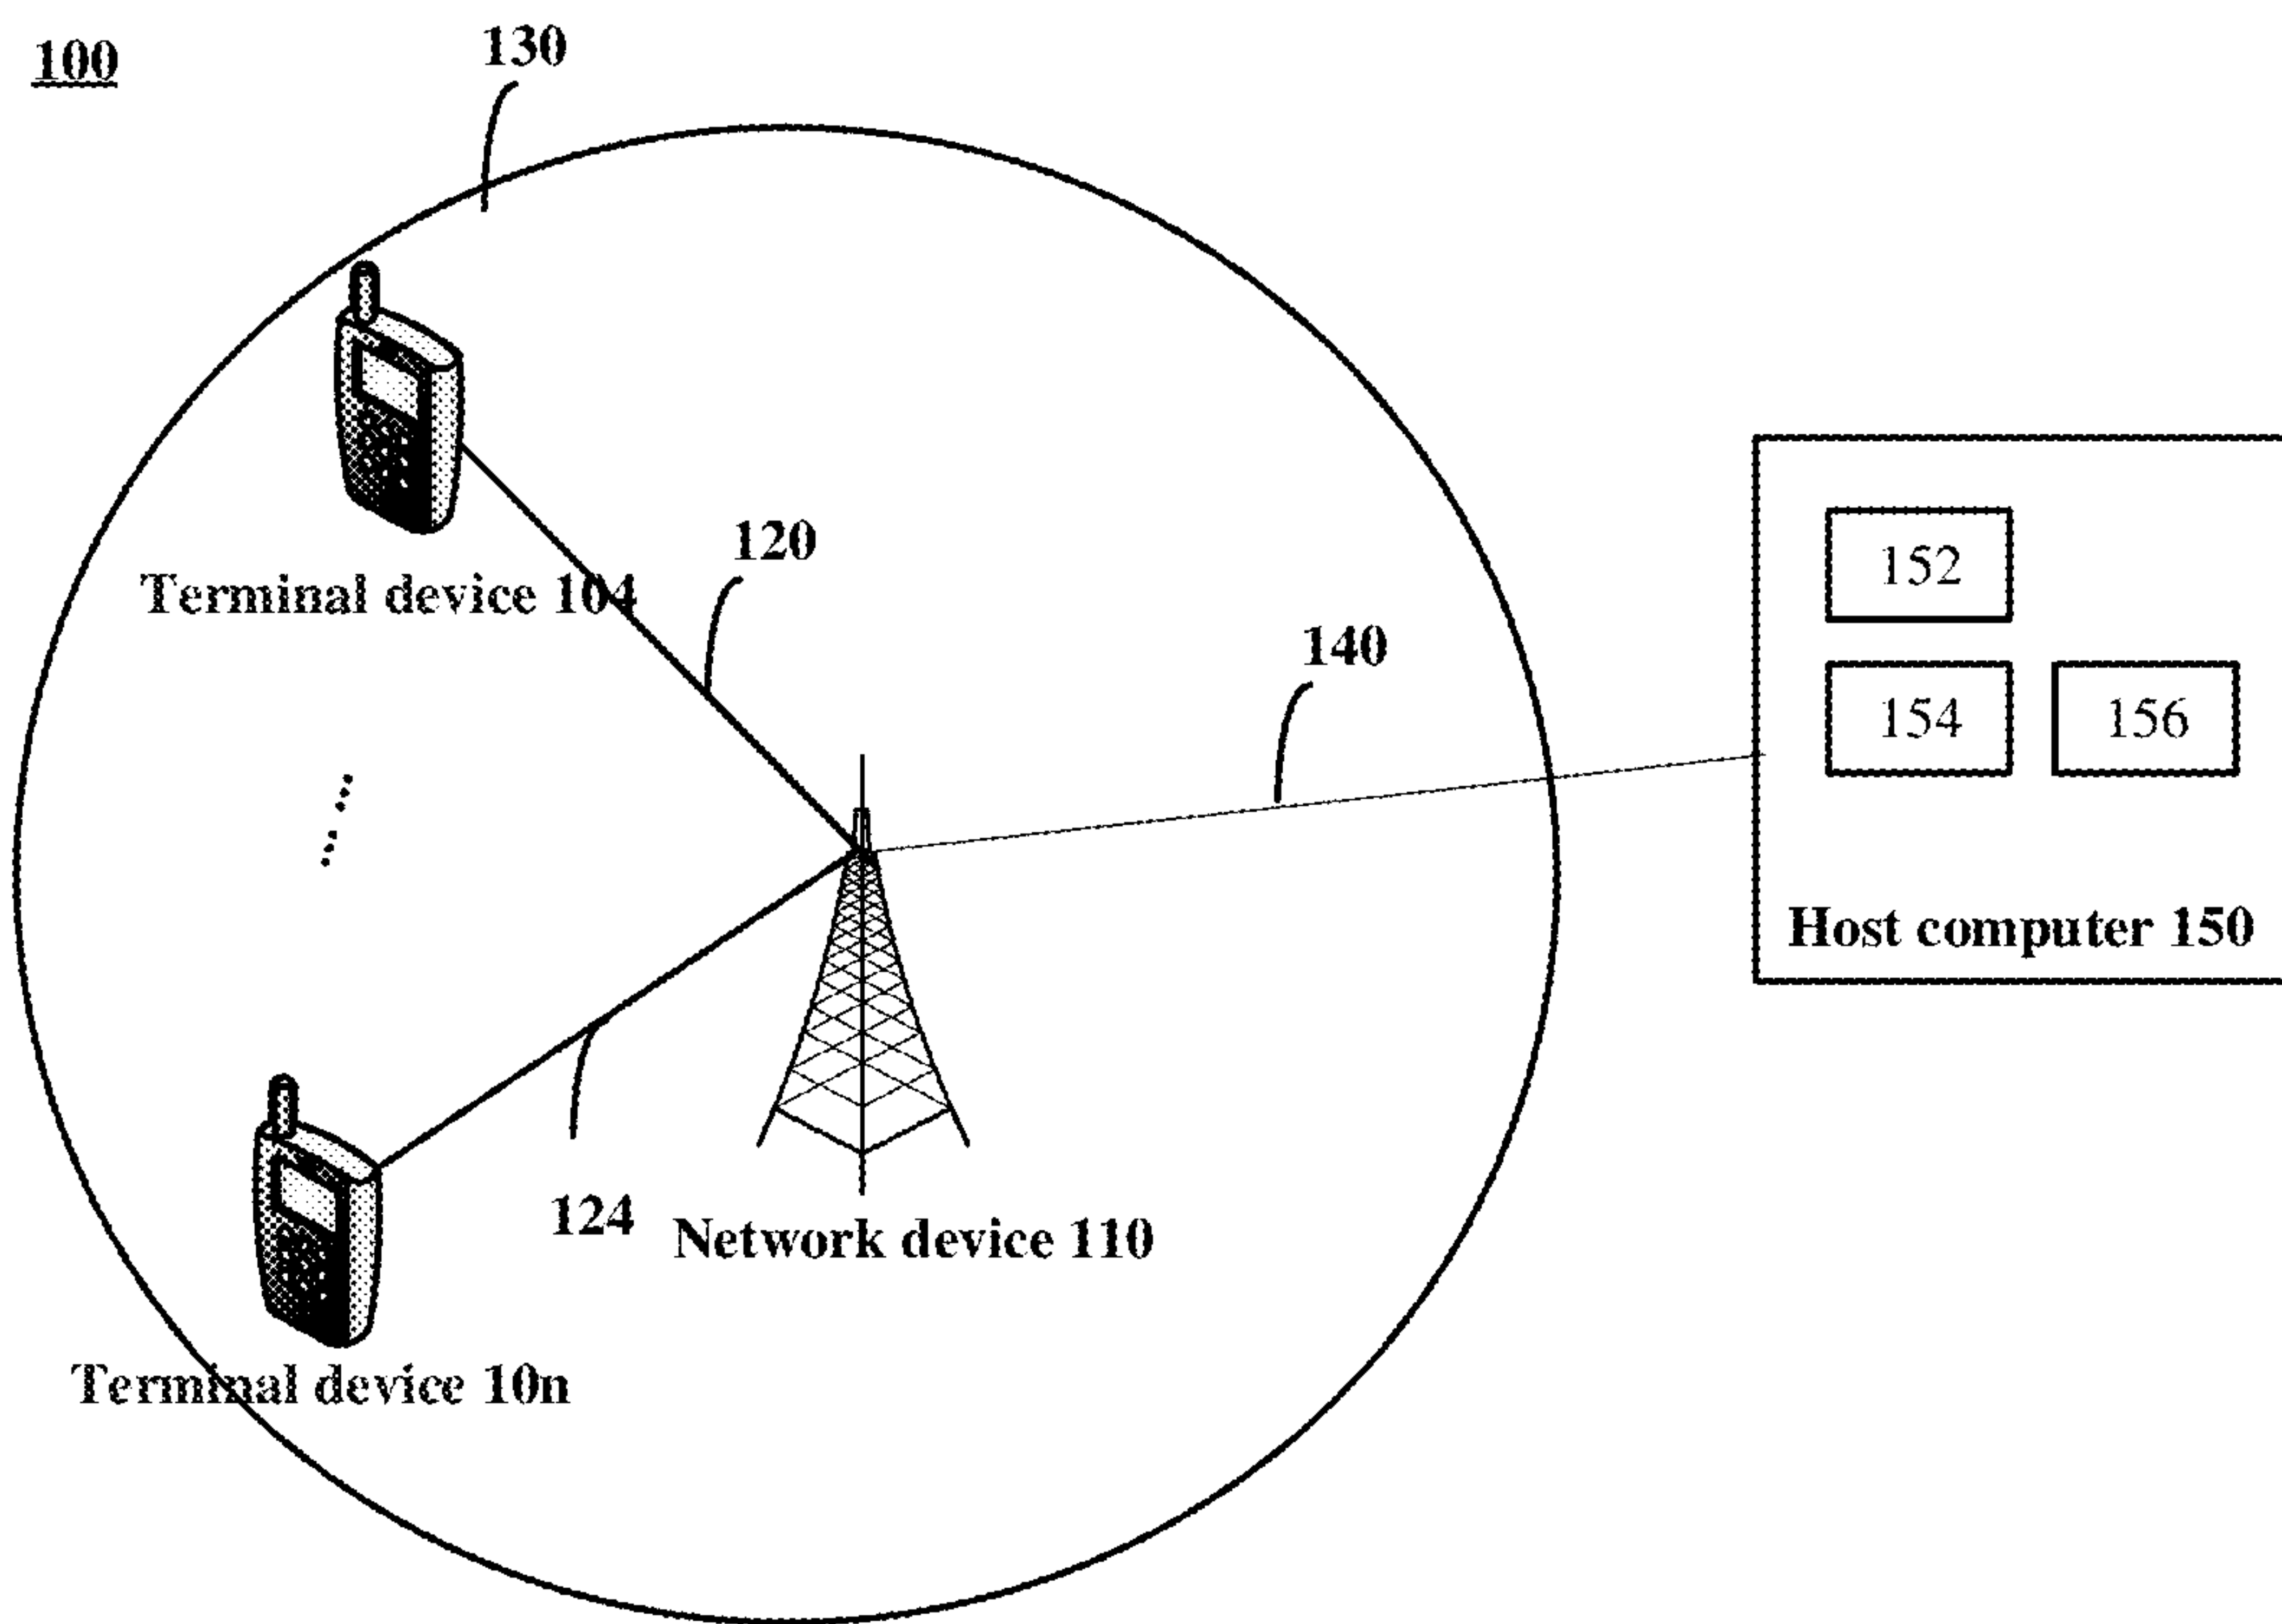 100
130
120
Terminal device 104
140
152
154
156
Host computer 150
124
Network device 110
Terminal device 10n